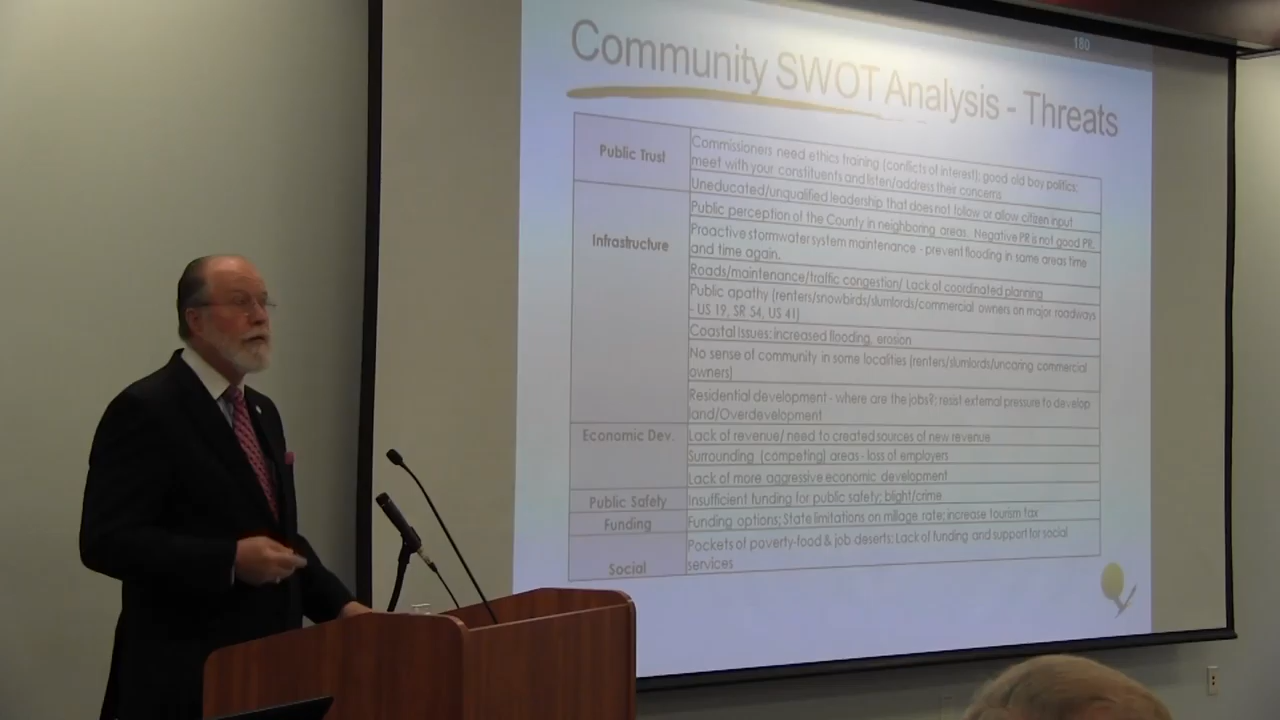 180
Community SWOT Analysis - Threats
Public Trust
Commissioners need ethics training (conflicts of interest); good old boy politics;
meet with your constituents and listen/address their concerns
Uneducated/unqualified leadership that does not follow or allow citizen input
Public perception of the County in neighboring areas. Negative PR is not good PR.
Infrastructure
Proactive stormwater system maintenance - prevent flooding in same areas time
and time again.
Roads/maintenance/traffic congestion/ Lack of coordinated planning
Public apathy (renters/snowbirds/slumlords/commercial owners on major roadways
- US 19, SR 54, US 41)
Coastal Issues: increased flooding, erosion
No sense of community in some localities (renters/slumlords/uncaring commercial
owners)
Residential development - where are the jobs?; resist external pressure to develop
land/Overdevelopment
Economic Dev.
Lack of revenue/ need to created sources of new revenue
Surrounding (competing) areas - loss of employers
Lack of more aggressive economic development
Public Safety
Insufficient funding for public safety; blight/crime
Funding
Funding options; State limitations on milage rate; increase tourism tax
Social
Pockets of poverty-food & job deserts; Lack of funding and support for social
services